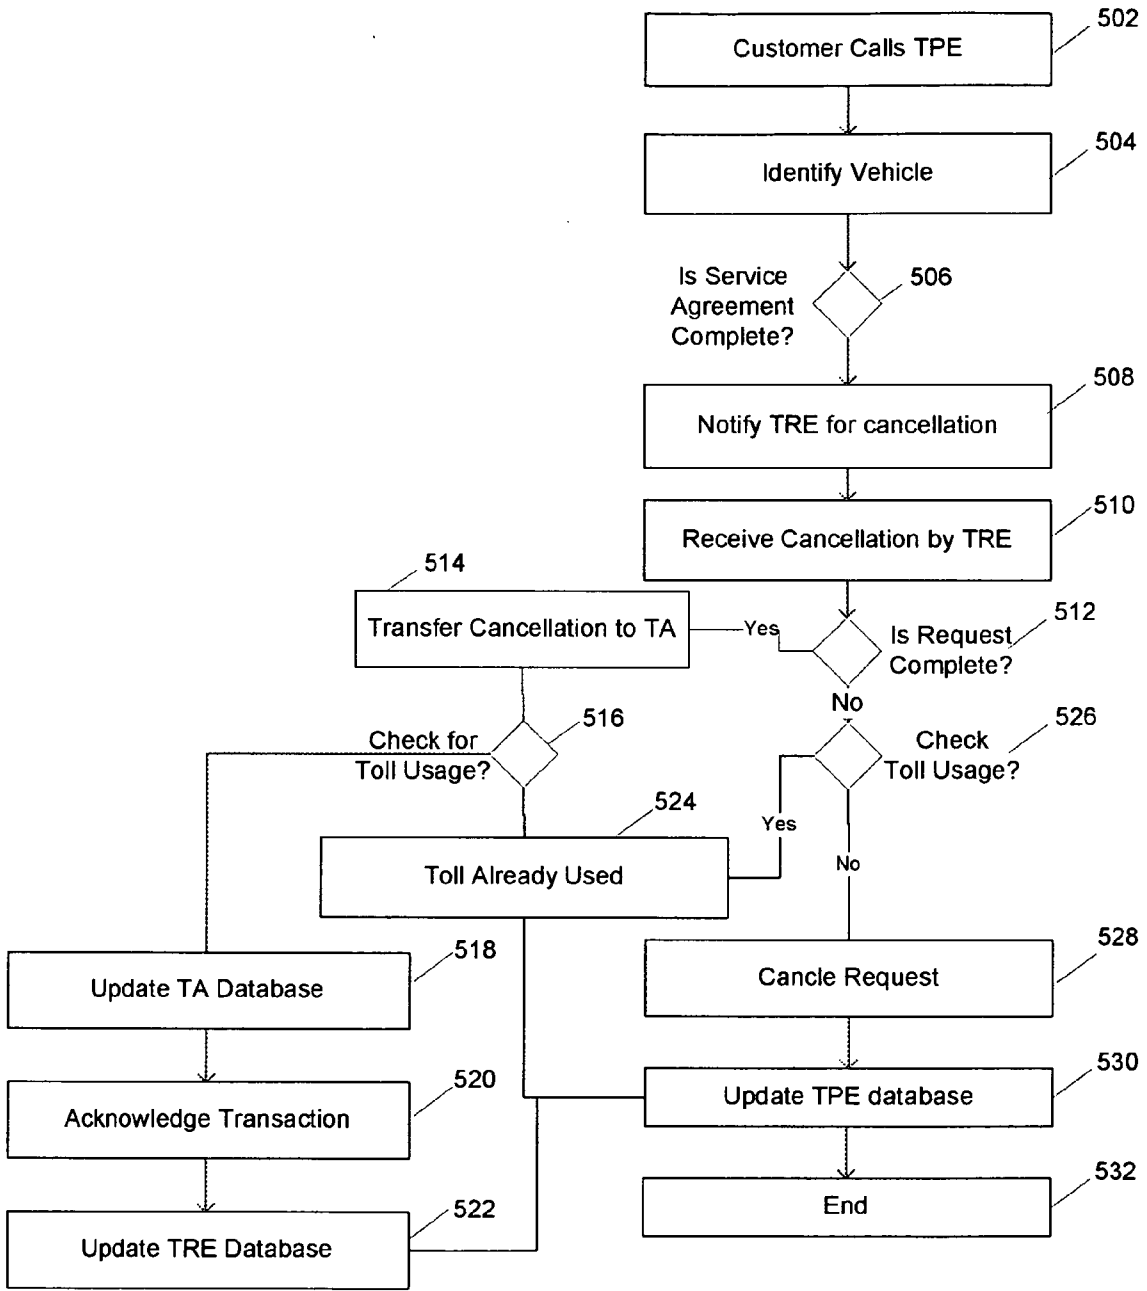 502
Customer Calls TPE
504
Identify Vehicle
506
Is Service
Agreement
Complete?
508
Notify TRE for cancellation
510
Receive Cancellation by TRE
514
Transfer Cancellation to TA
Yes
512
Is Request
Complete?
No
516
Check for
Toll Usage?
526
Check
Toll Usage?
524
Toll Already Used
Yes
No
518
Update TA Database
528
Cancle Request
520
Acknowledge Transaction
530
Update TPE database
522
Update TRE Database
532
End